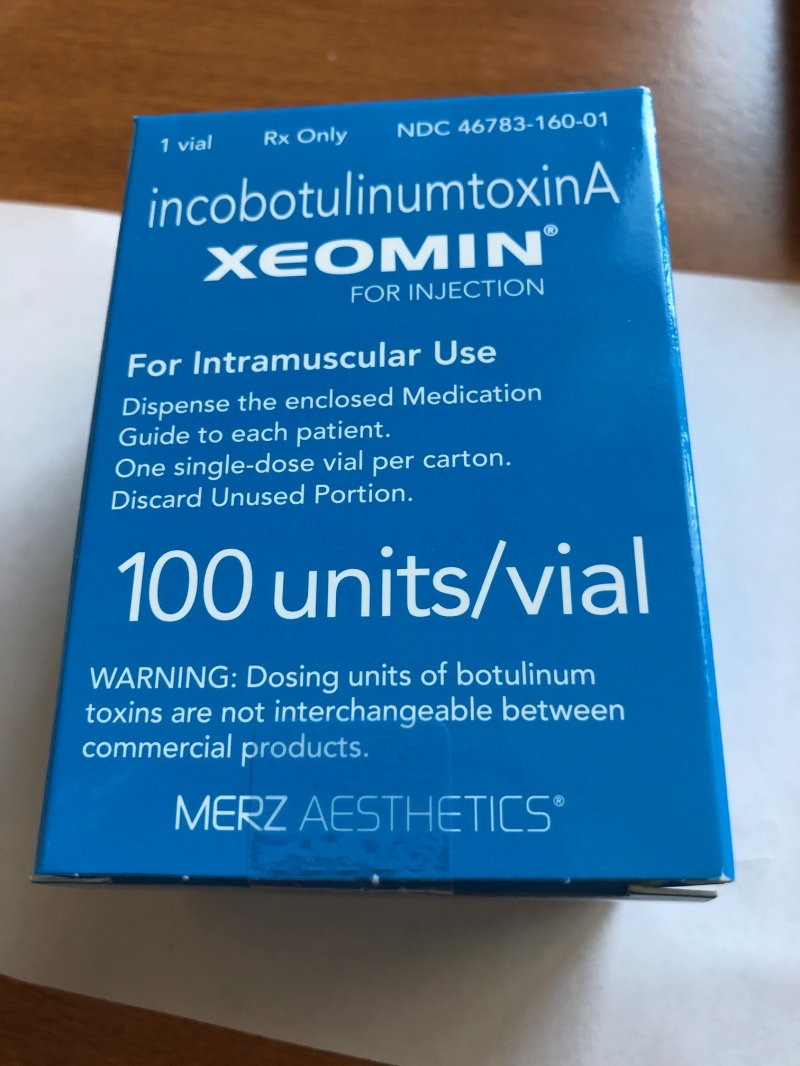 1 vial Rx Only NDC 46783-160-01
incobotulinumtoxinA
XEOMIN®
FOR INJECTION
For Intramuscular Use
Dispense the enclosed Medication
Guide to each patient.
One single-dose vial per carton.
Discard Unused Portion.
100 units/vial
WARNING: Dosing units of botulinum
toxins are not interchangeable between
commercial products.
MERZ AESTHETICS®